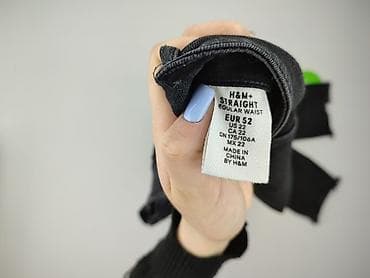 H&M+
STRAIGHT
REGULAR WAIST
EUR 52
US 22
CA 22
CN 175/106A
MX 22
MADE IN
CHINA
BY H&M